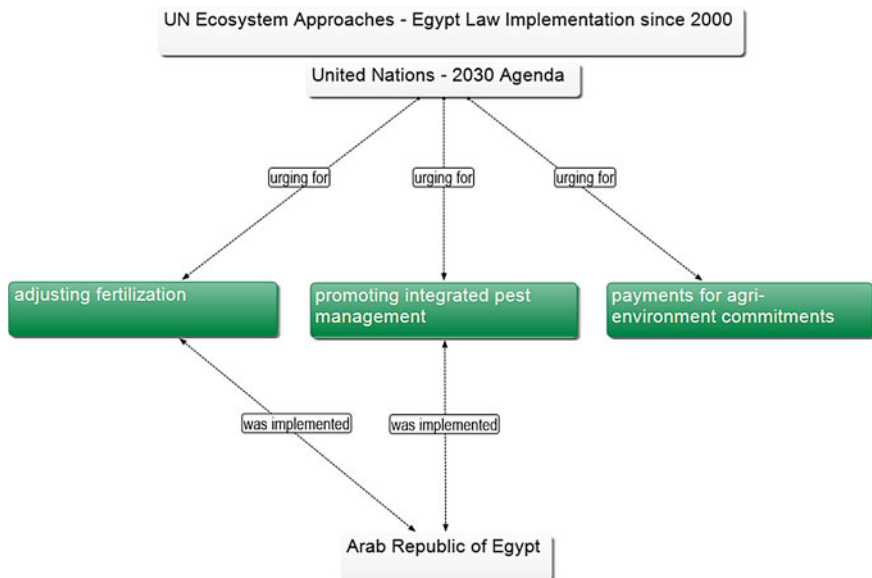 UN Ecosystem Approaches - Egypt Law Implementation since 2000
United Nations - 2030 Agenda
urging for
urging for
urging for
adjusting fertilization
promoting integrated pest
management
payments for agri-
environment commitments
was implemented
was implemented
Arab Republic of Egypt